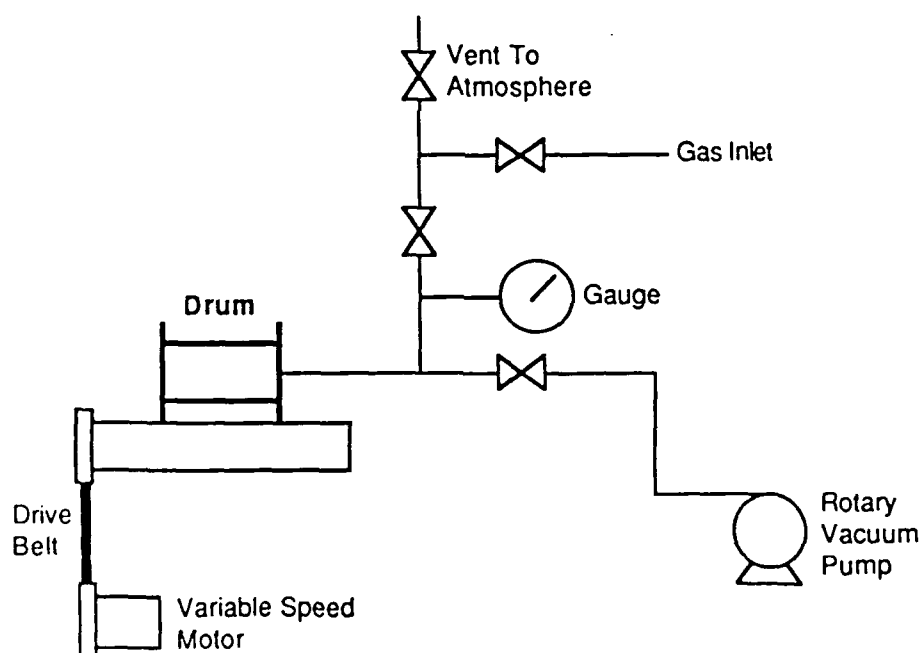 Vent To
Atmosphere
Gas Inlet
Gauge
Drum
Drive
Belt
Rotary
Vacuum
Pump
Variable Speed
Motor